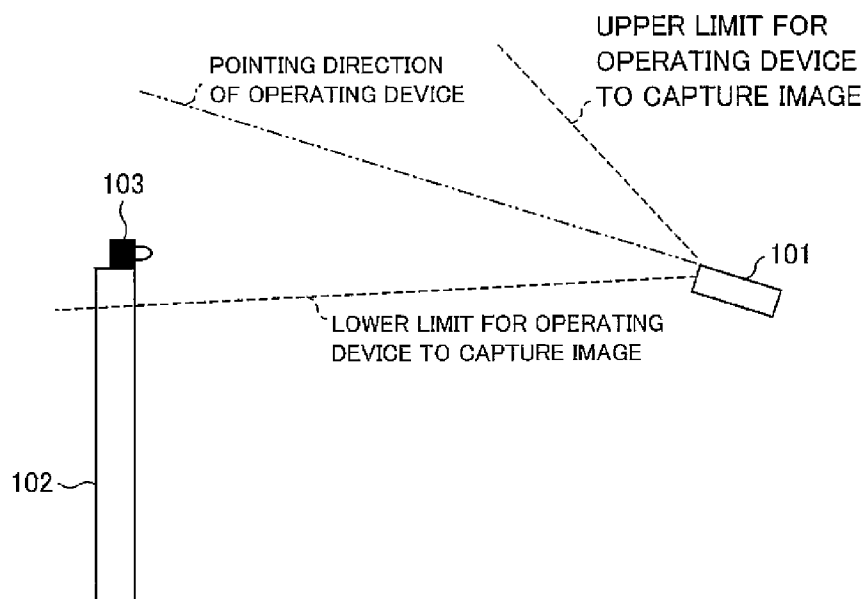 UPPER LIMIT FOR
OPERATING DEVICE
TO CAPTURE IMAGE
POINTING DIRECTION
OF OPERATING DEVICE
103
101
LOWER LIMIT FOR OPERATING
DEVICE TO CAPTURE IMAGE
102